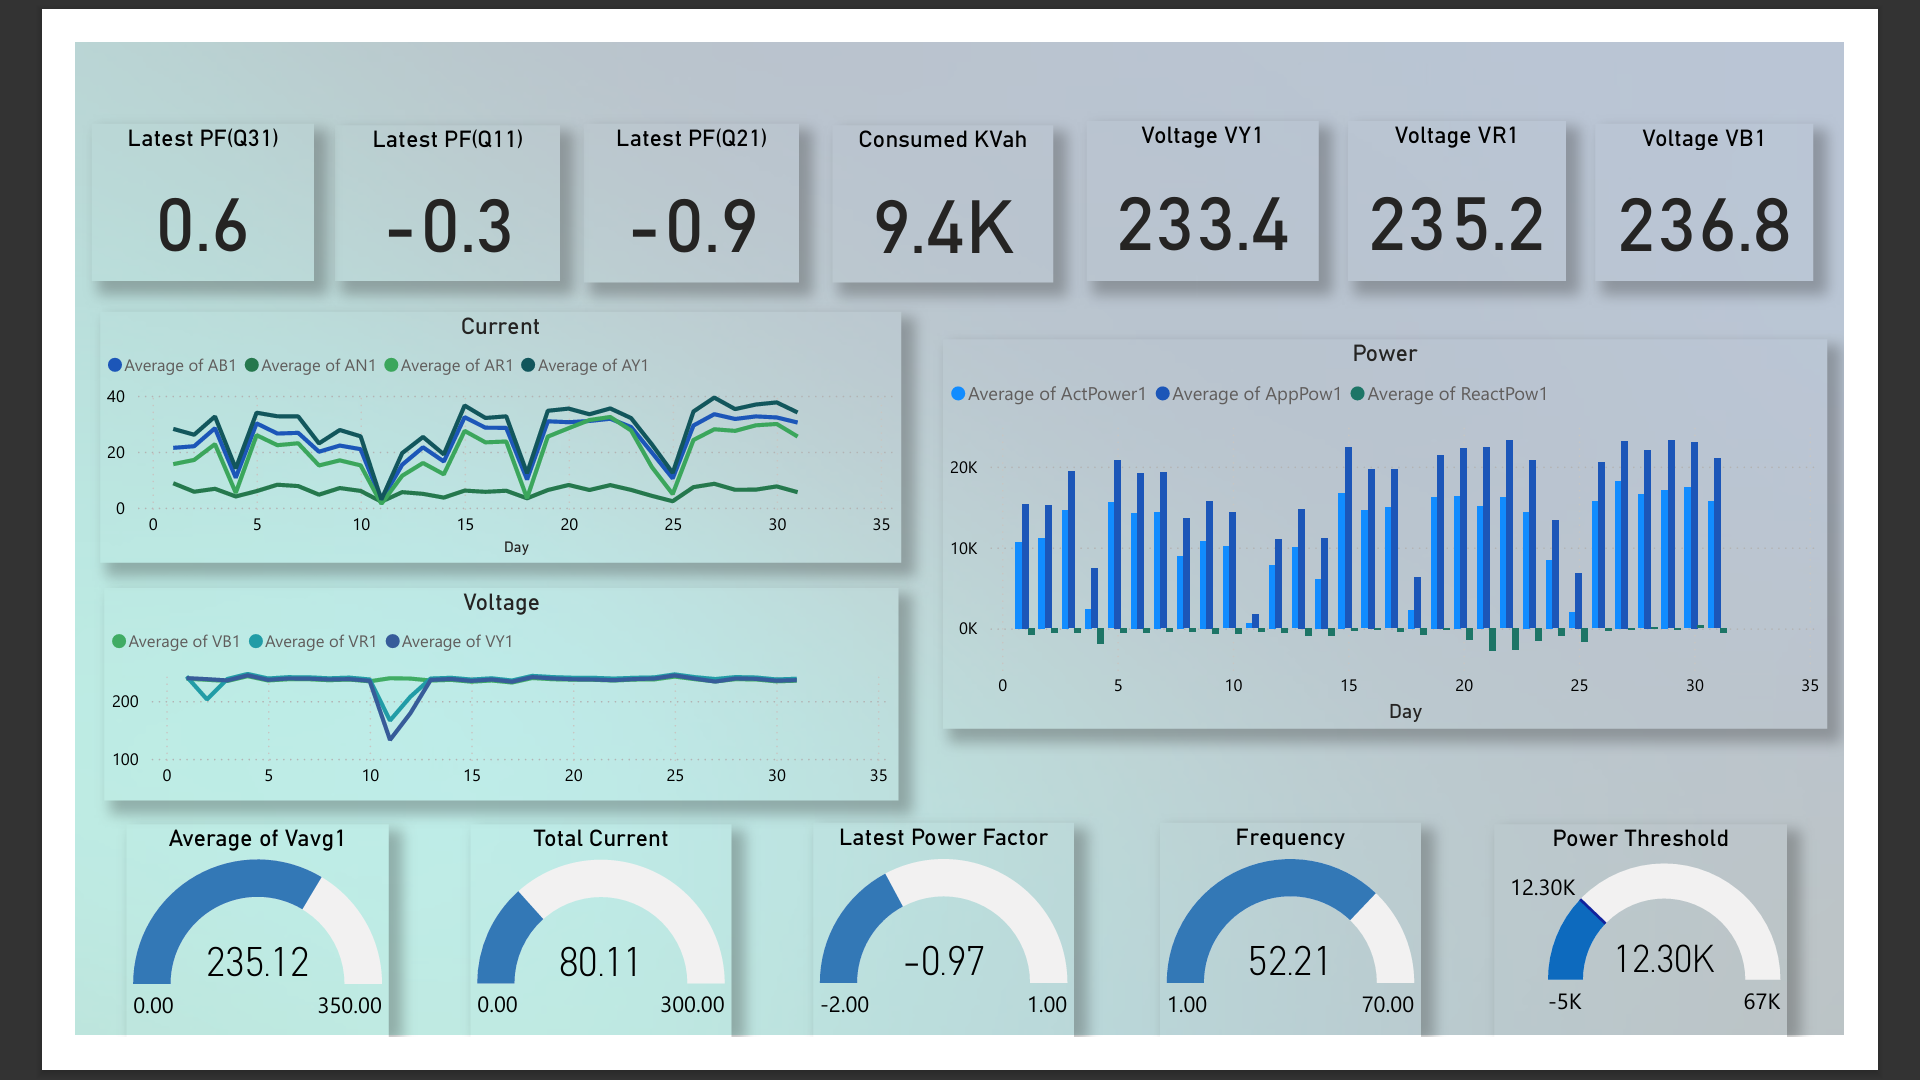 Latest PF(Q31)
0.6
Latest PF(Q11)
-0.3
Latest PF(Q21)
-0.9
Consumed KVah
9.4K
Voltage VY1
233.4
Voltage VR1
235.2
Voltage VB1
236.8
Current
Average of AB1 Average of AN1 Average of AR1 Average of AY1
40
20
0
0 5 10 15 20 25 30 35
Day
Power
Average of ActPower1 Average of AppPow1 Average of ReactPow1
20K
10K
0K
0 5 10 15 20 25 30 35
Day
Voltage
Average of VB1 Average of VR1 Average of VY1
200
100
0 5 10 15 20 25 30 35
Average of Vavg1
235.12
0.00 350.00
Total Current
80.11
0.00 300.00
Latest Power Factor
-0.97
-2.00 1.00
Frequency
52.21
1.00 70.00
Power Threshold
12.30K
12.30K
-5K 67K